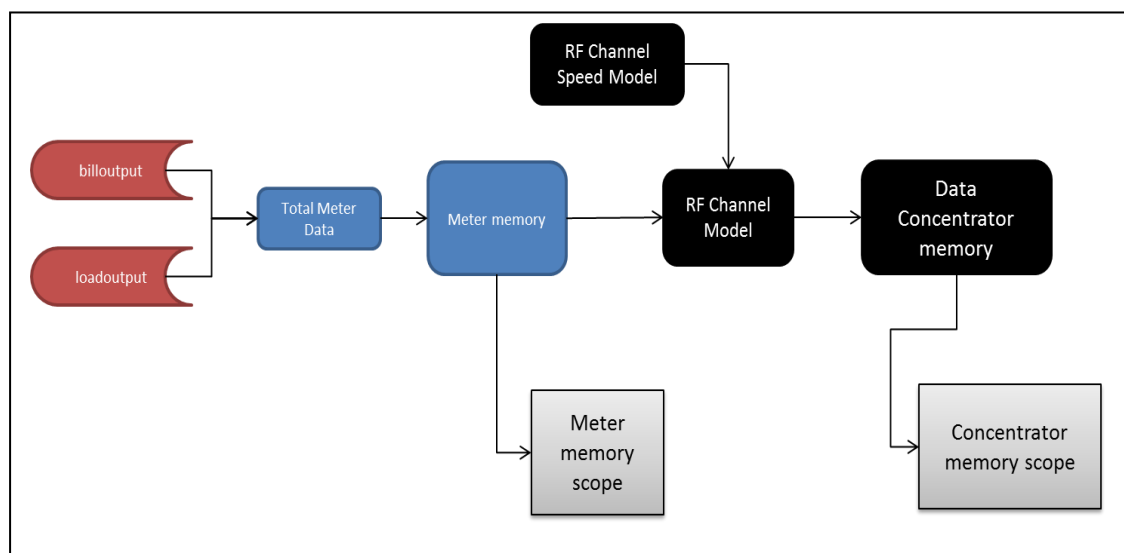 RF Channel
Speed Model
billoutput
Total Meter
Data
Meter memory
RF Channel
Model
Data
Concentrator
memory
loadoutput
Meter
memory
scope
Concentrator
memory scope